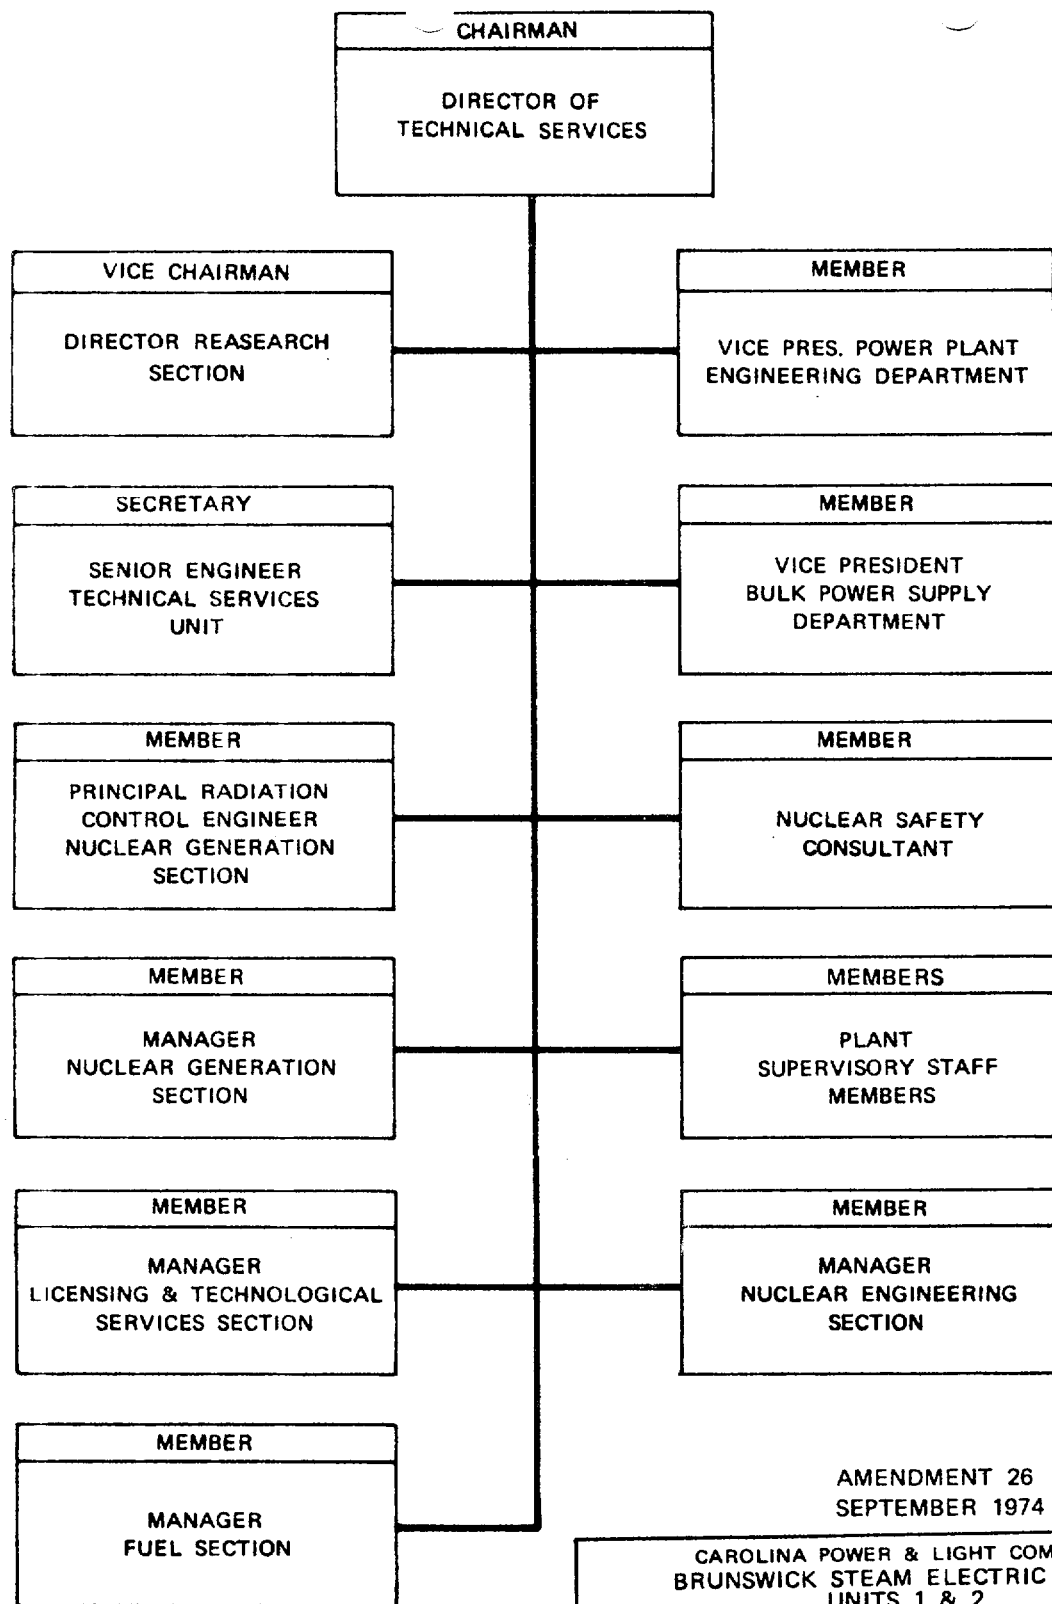 CHAIRMAN
DIRECTOR OF
TECHNICAL SERVICES
VICE CHAIRMAN
DIRECTOR REASEARCH
SECTION
MEMBER
VICE PRES. POWER PLANT
ENGINEERING DEPARTMENT
SECRETARY
SENIOR ENGINEER
TECHNICAL SERVICES
UNIT
MEMBER
VICE PRESIDENT
BULK POWER SUPPLY
DEPARTMENT
MEMBER
PRINCIPAL RADIATION
CONTROL ENGINEER
NUCLEAR GENERATION
SECTION
MEMBER
NUCLEAR SAFETY
CONSULTANT
MEMBER
MANAGER
NUCLEAR GENERATION
SECTION
MEMBERS
PLANT
SUPERVISORY STAFF
MEMBERS
MEMBER
MANAGER
LICENSING & TECHNOLOGICAL
SERVICES SECTION
MEMBER
MANAGER
NUCLEAR ENGINEERING
SECTION
MEMBER
MANAGER
FUEL SECTION
AMENDMENT 26
SEPTEMBER 1974
CAROLINA POWER & LIGHT COM
BRUNSWICK STEAM ELECTRIC
UNITS 1 & 2